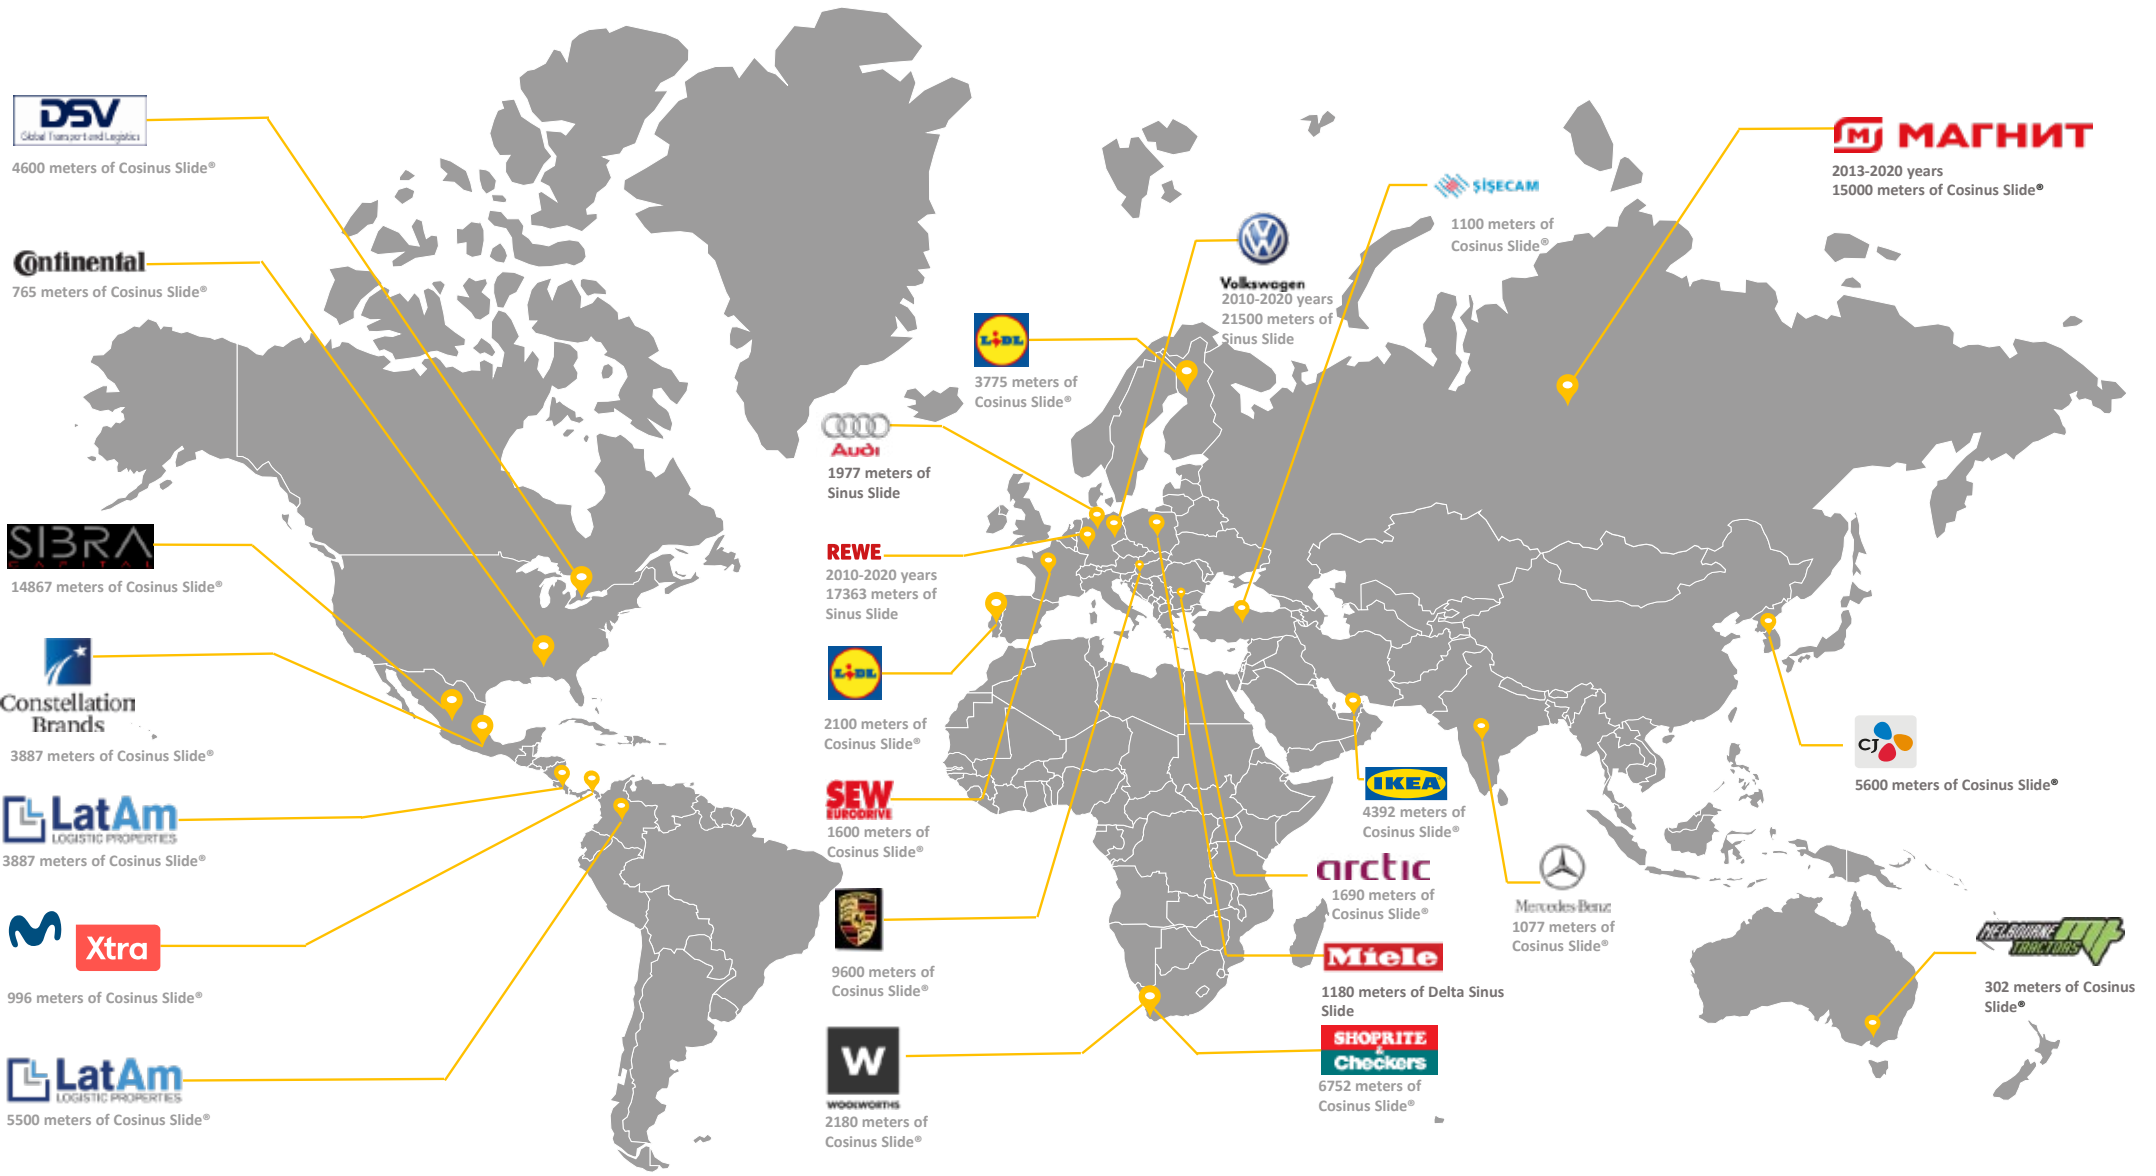 DSV
Global Transport and Logistics
4600 meters of Cosinus Slide®
Continental
765 meters of Cosinus Slide®
SIBRA
CAPITAL
14867 meters of Cosinus Slide®
Constellation
Brands
3887 meters of Cosinus Slide®
LatAm
LOGISTIC PROPERTIES
3887 meters of Cosinus Slide®
Xtra
996 meters of Cosinus Slide®
LatAm
LOGISTIC PROPERTIES
5500 meters of Cosinus Slide®
LIDL
3775 meters of
Cosinus Slide®
Audi
1977 meters of
Sinus Slide
REWE
2010-2020 years
17363 meters of
Sinus Slide
LIDL
2100 meters of
Cosinus Slide®
SEW
EURODRIVE
1600 meters of
Cosinus Slide®
9600 meters of
Cosinus Slide®
W
WOOLWORTHS
2180 meters of
Cosinus Slide®
Volkswagen
2010-2020 years
21500 meters of
Sinus Slide
ŞİŞECAM
1100 meters of
Cosinus Slide®
МАГНИТ
2013-2020 years
15000 meters of Cosinus Slide®
IKEA
4392 meters of
Cosinus Slide®
arctic
1690 meters of
Cosinus Slide®
Miele
1180 meters of Delta Sinus
Slide
SHOPRITE
&
Checkers
6752 meters of
Cosinus Slide®
Mercedes-Benz
1077 meters of
Cosinus Slide®
CJ
5600 meters of Cosinus Slide®
MELBOURNE
TRACTORS
MT
302 meters of Cosinus
Slide®